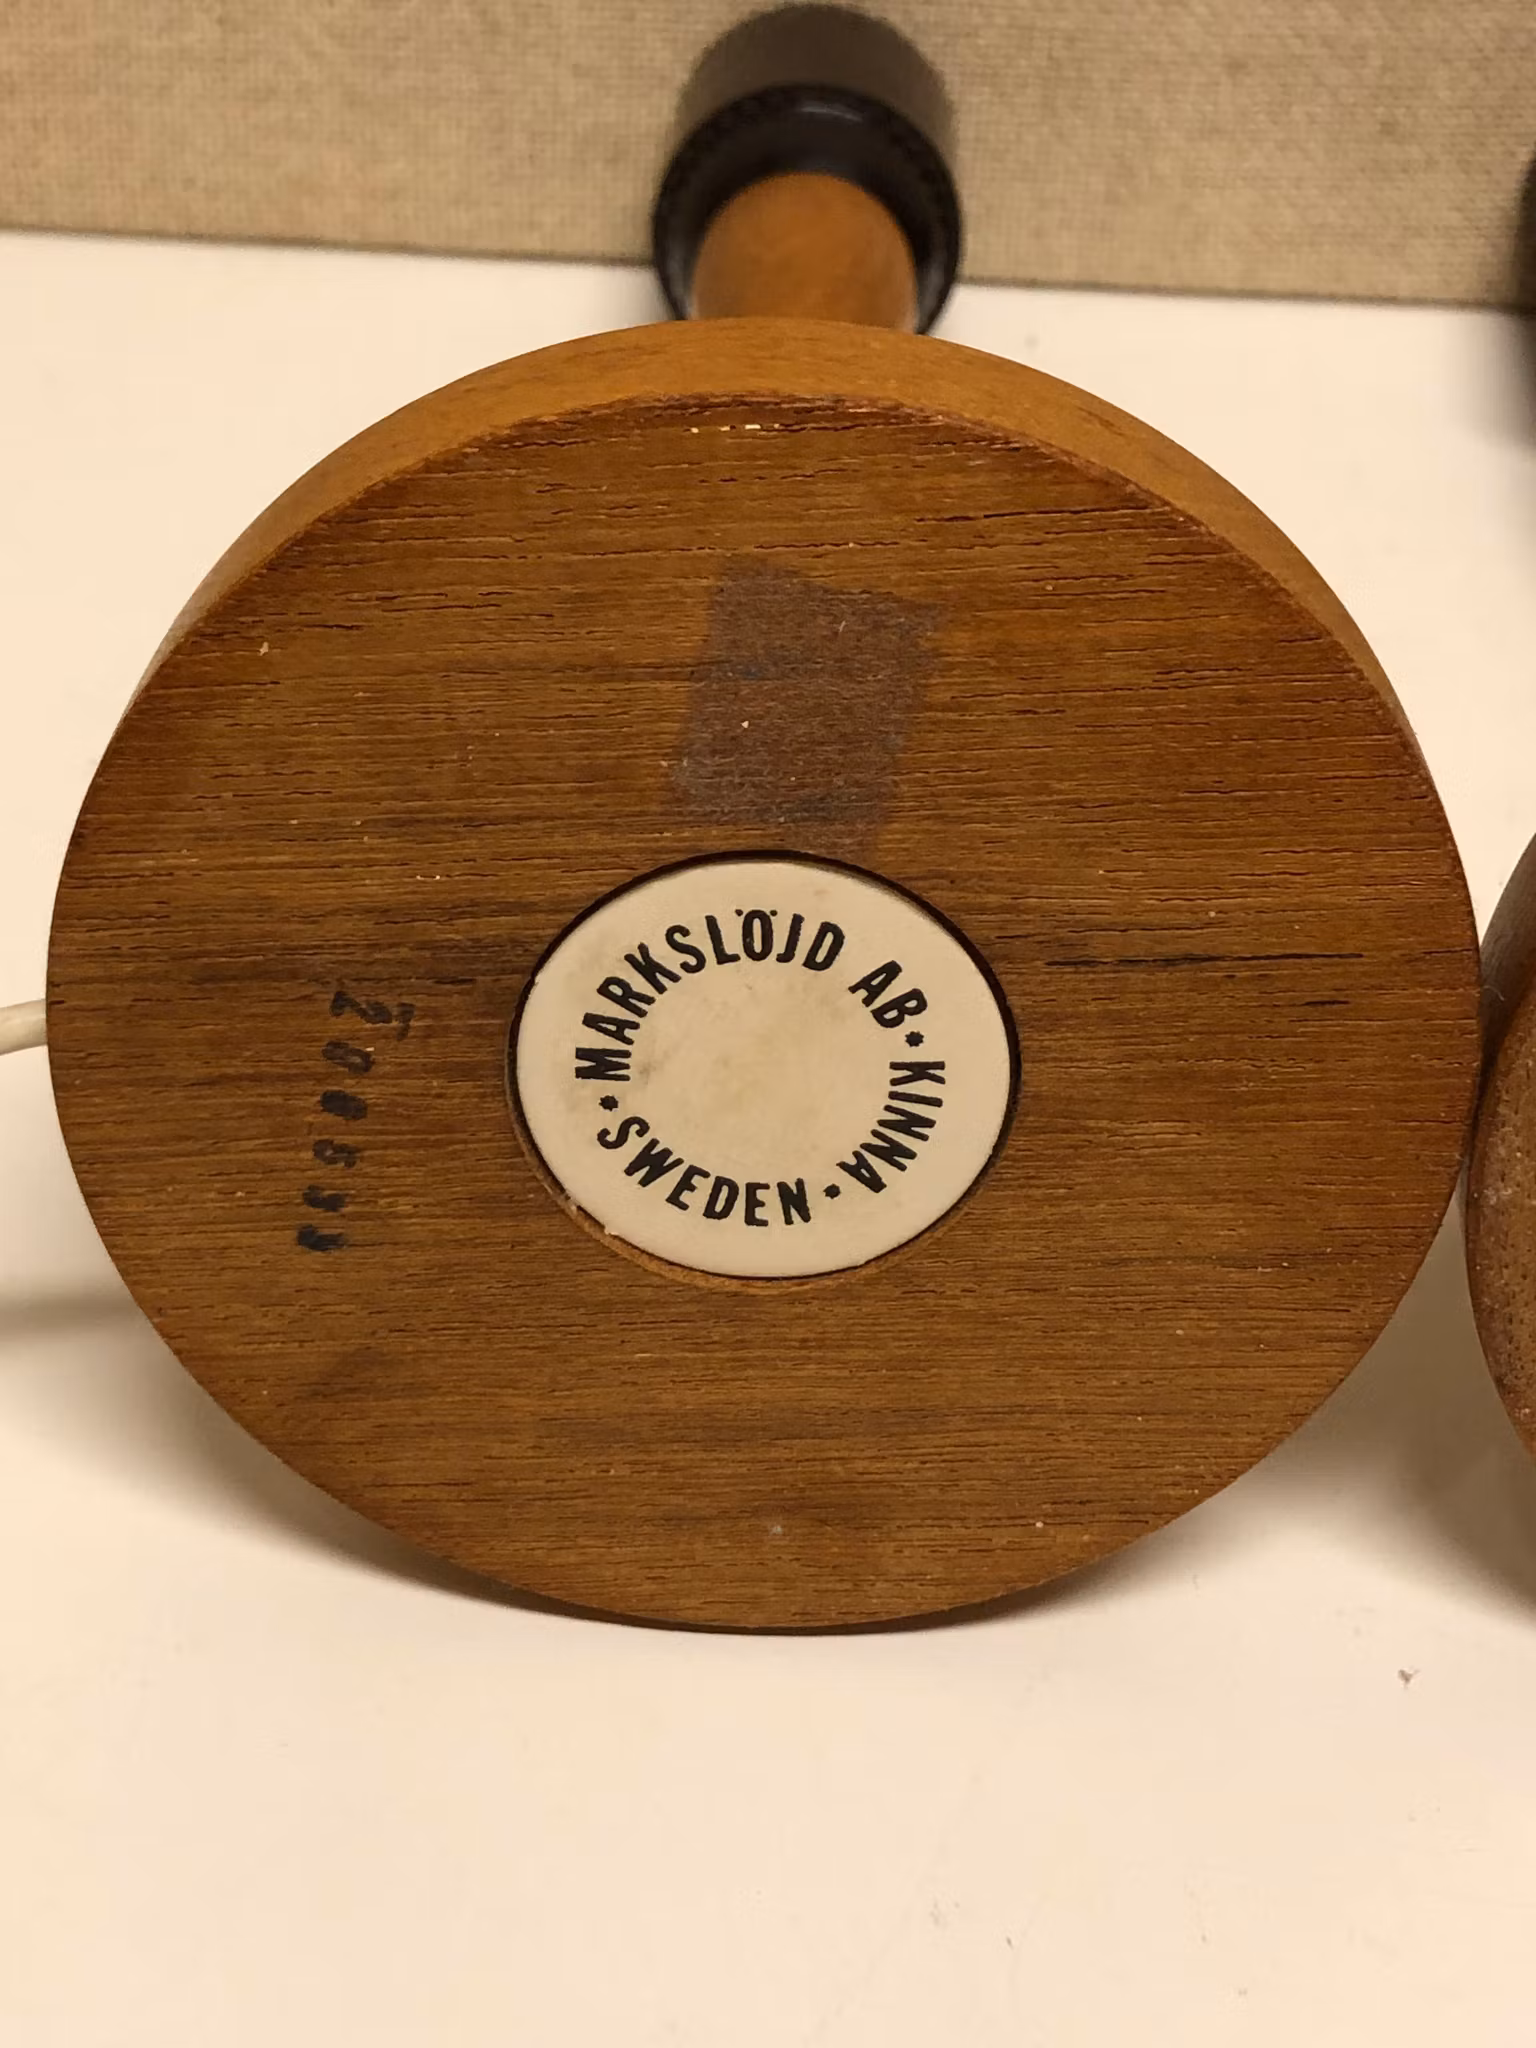 • MARKSLÖJD AB • KINNA • SWEDEN